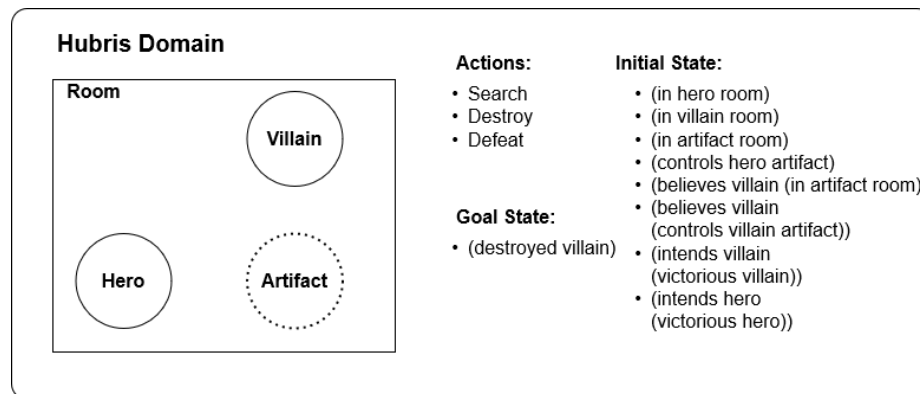 Hubris Domain
Room
Villain
Hero
Artifact
Actions:
• Search
• Destroy
• Defeat
Goal State:
• (destroyed villain)
Initial State:
• (in hero room)
• (in villain room)
• (in artifact room)
• (controls hero artifact)
• (believes villain (in artifact room)
• (believes villain
(controls villain artifact))
• (intends villain
(victorious villain))
• (intends hero
(victorious hero))